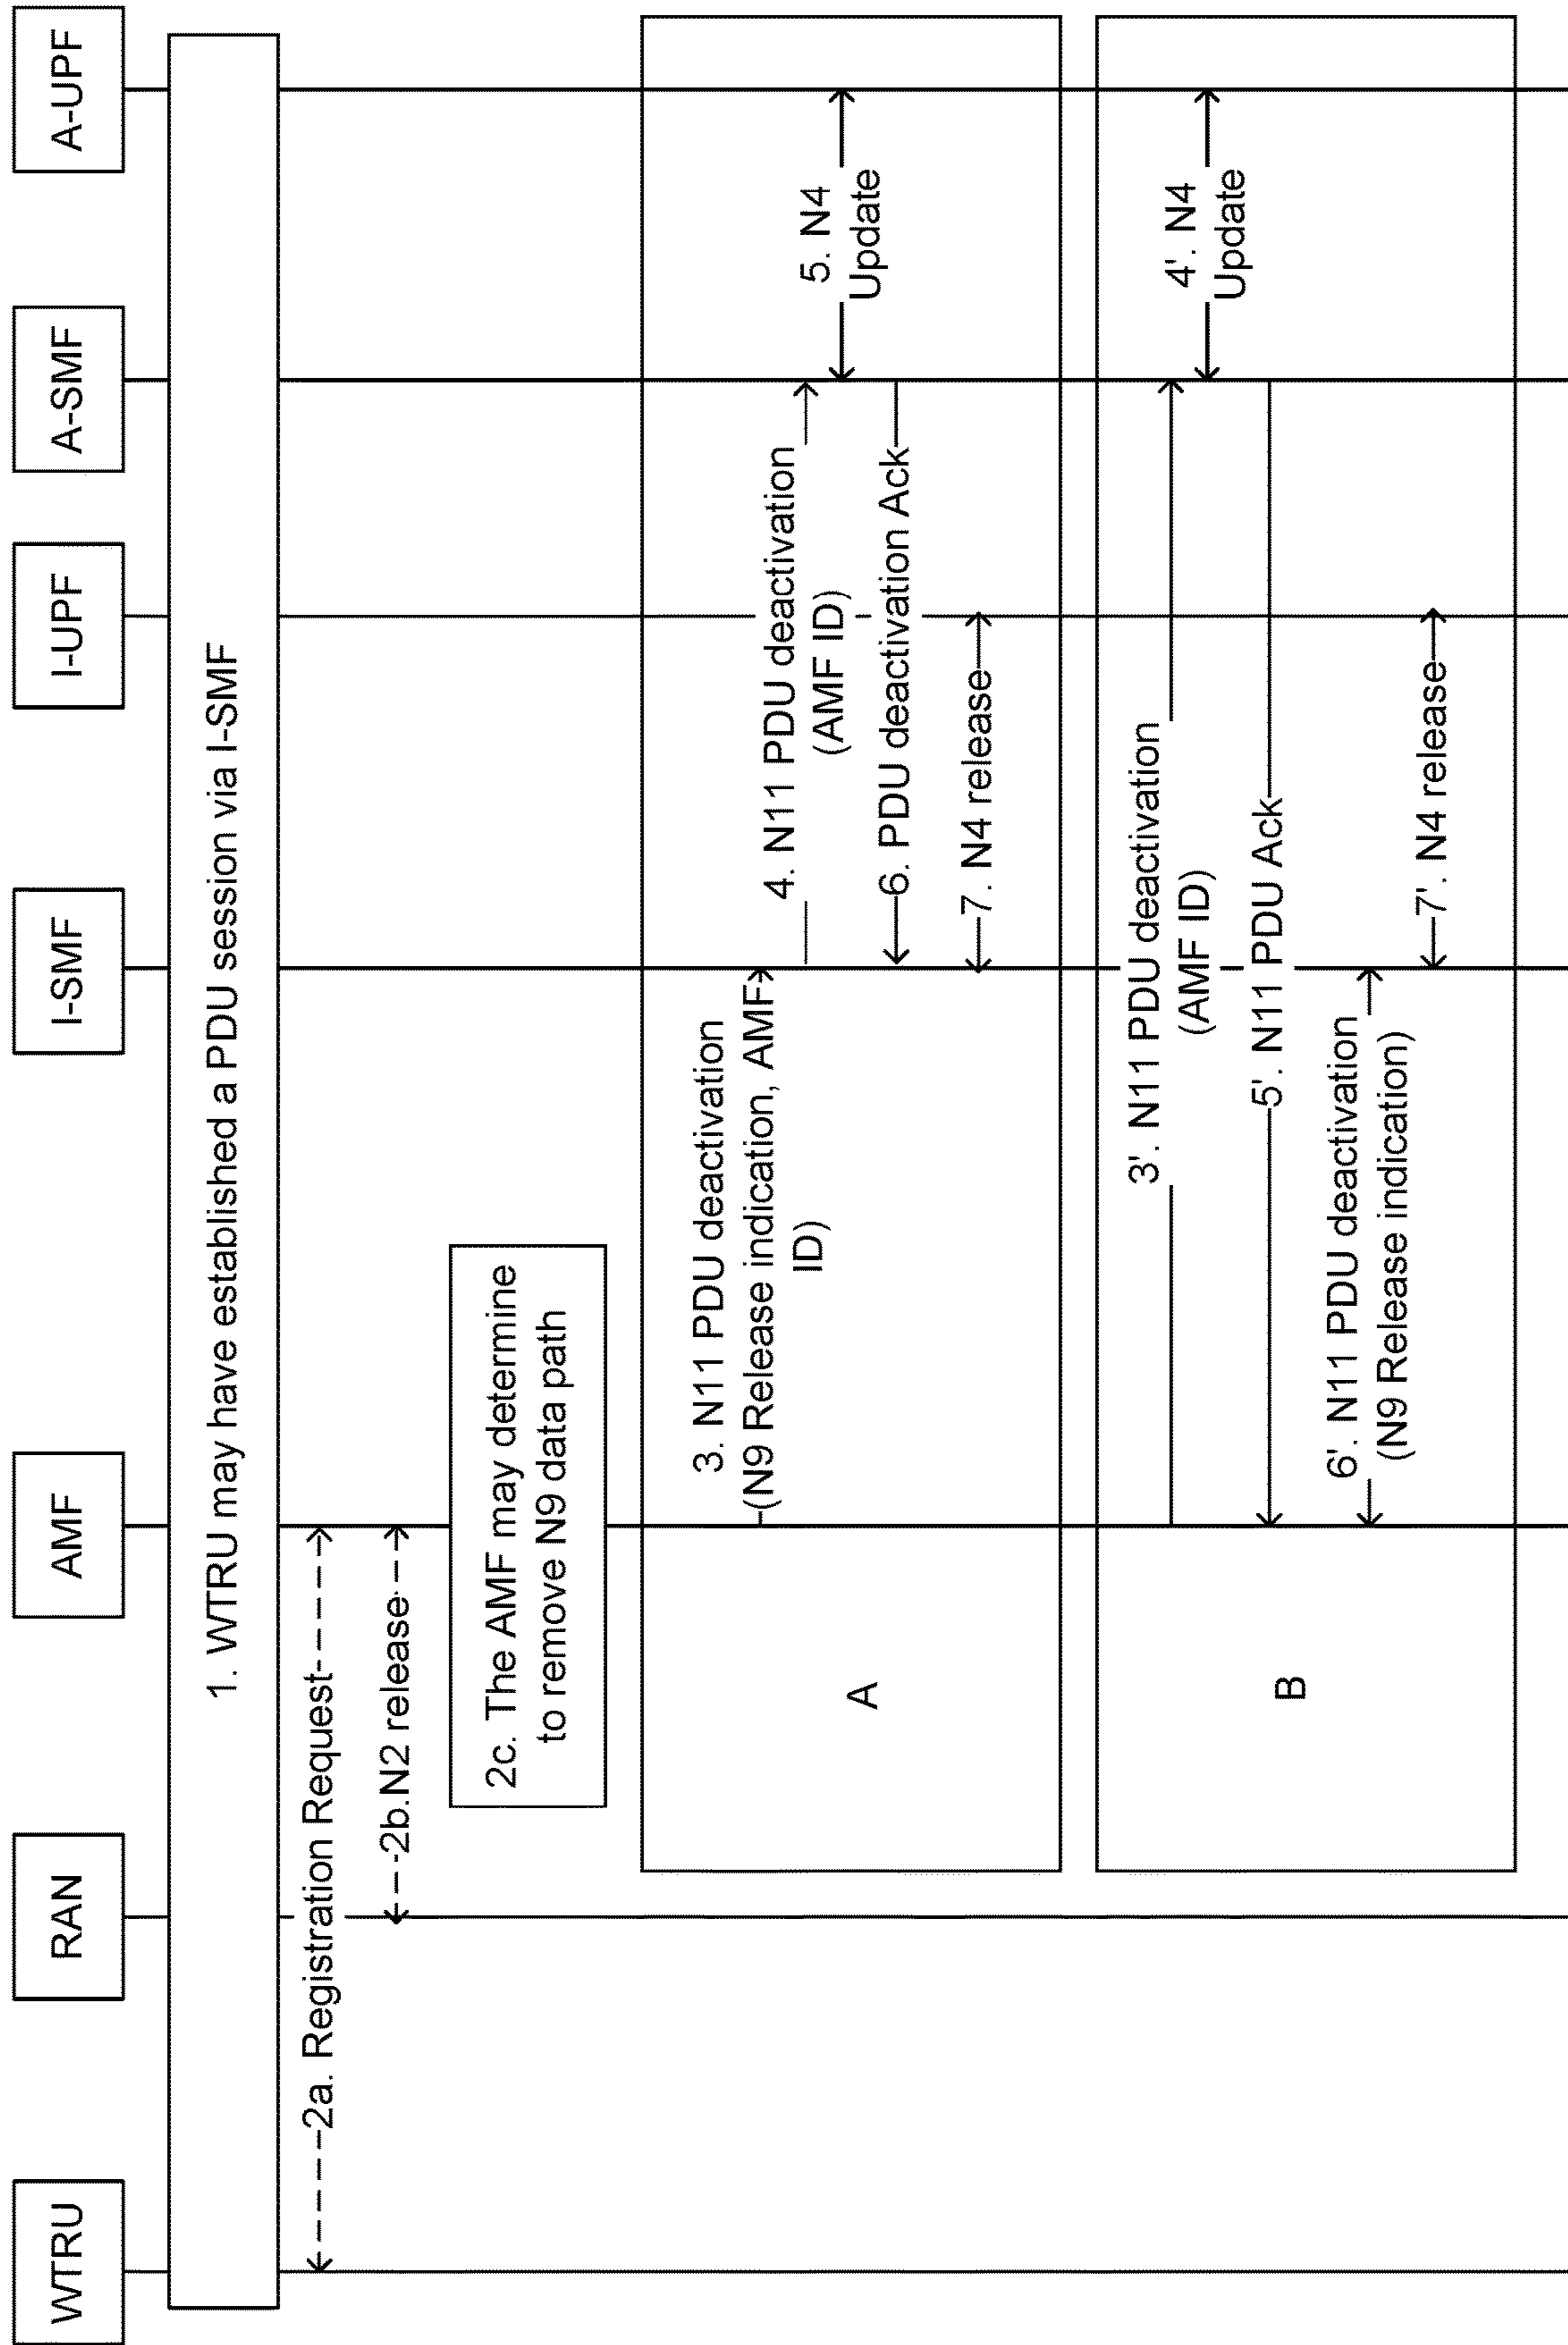 WTRU
RAN
AMF
I-SMF
I-UPF
A-SMF
A-UPF
1. WTRU may have established a PDU session via I-SMF
2a. Registration Request
2b.N2 release
2c. The AMF may determine
to remove N9 data path
A
3. N11 PDU deactivation
(N9 Release indication, AMF
ID)
4. N11 PDU deactivation
(AMF ID)
5. N4
Update
6. PDU deactivation Ack
7. N4 release
B
3'. N11 PDU deactivation
(AMF ID)
4'. N4
Update
5'. N11 PDU Ack
6'. N11 PDU deactivation
(N9 Release indication)
7'. N4 release